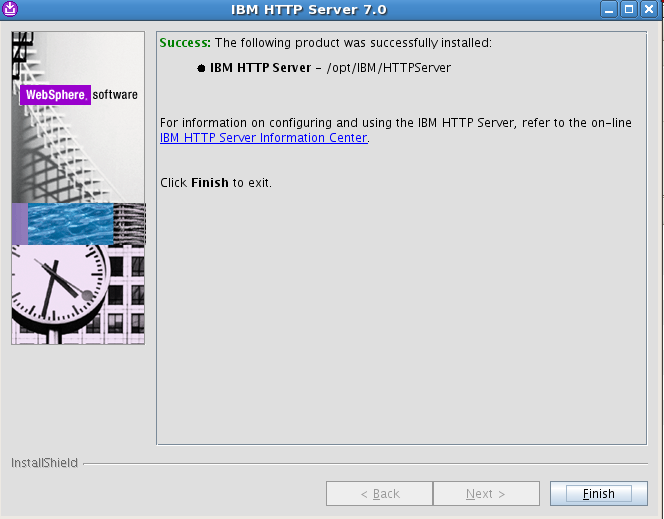 IBM HTTP Server 7.0
WebSphere. software
Success: The following product was successfully installed:
● IBM HTTP Server - /opt/IBM/HTTPServer
For information on configuring and using the IBM HTTP Server, refer to the on-line
IBM HTTP Server Information Center.
Click Finish to exit.
InstallShield
< Back
Next >
Finish